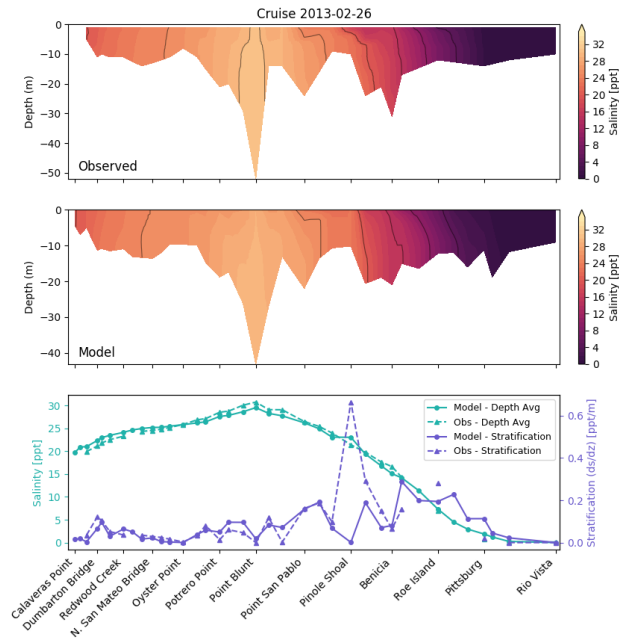 Cruise 2013-02-26
0
−10
−20
−30
−40
−50
Depth (m)
Observed
32
28
24
20
16
12
8
4
0
Salinity [ppt]
0
−10
−20
−30
−40
Depth (m)
Model
32
28
24
20
16
12
8
4
0
Salinity [ppt]
30
25
20
15
10
5
0
Salinity [ppt]
Model - Depth Avg
Obs - Depth Avg
Model - Stratification
Obs - Stratification
0.6
0.4
0.2
0.0
Stratification (ds/dz) [ppt/m]
Calaveras Point
Dumbarton Bridge
Redwood Creek
N. San Mateo Bridge
Oyster Point
Potrero Point
Point Blunt
Point San Pablo
Pinole Shoal
Benicia
Roe Island
Pittsburg
Rio Vista